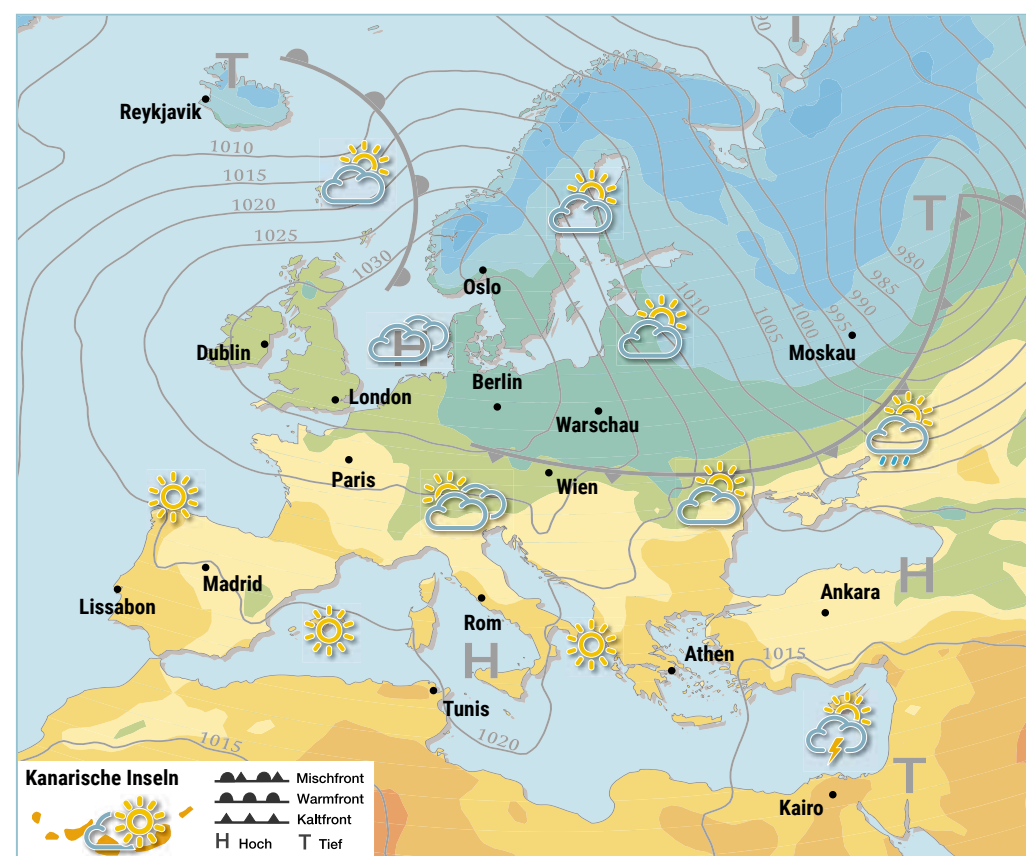 T
T
990
Reykjavik
1010
1015
1020
1025
1030
T
980
985
990
995
1000
1005
1010
Oslo
Dublin
H
Moskau
Berlin
London
Warschau
Paris
Wien
Madrid
Lissabon
H
Ankara
Rom
H
Athen
1015
Tunis
1020
1015
T
Kairo
Kanarische Inseln
Mischfront
Warmfront
Kaltfront
H Hoch T Tief